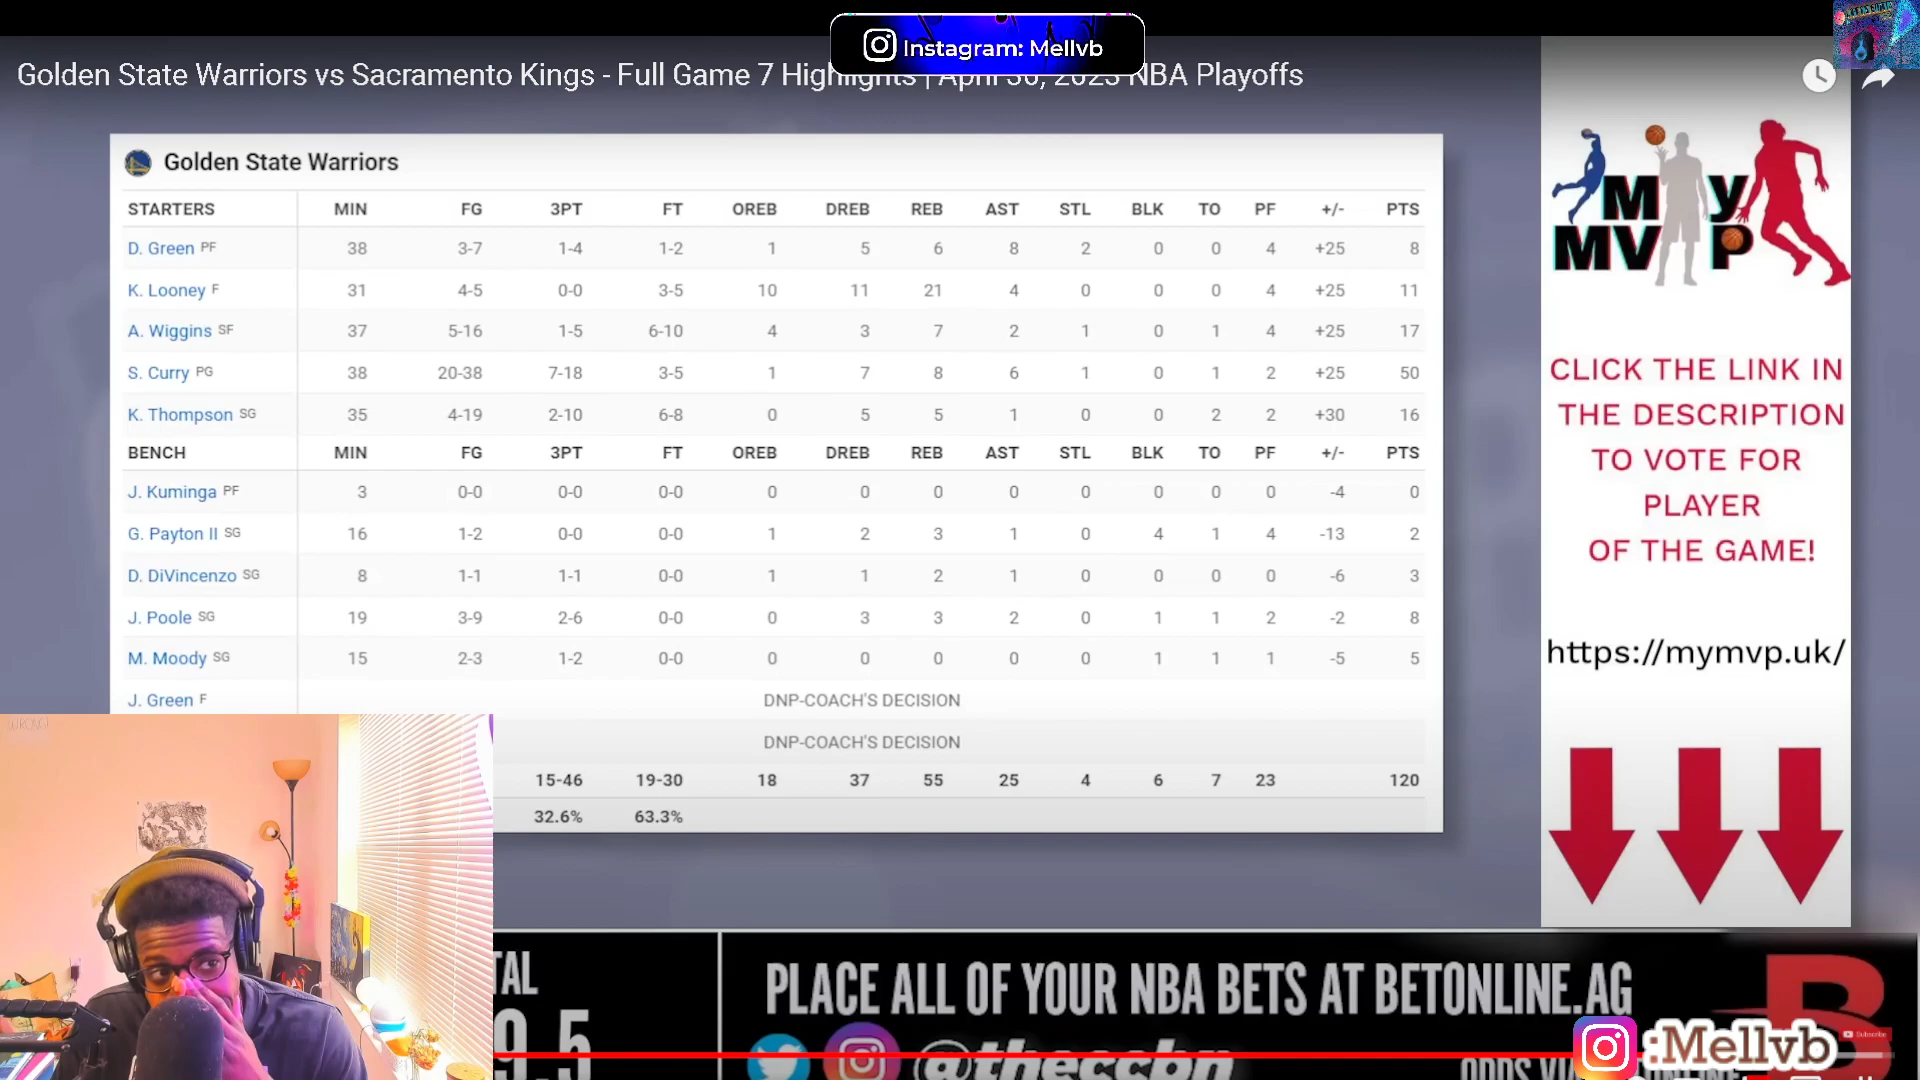 Instagram: Mellvb
Golden State Warriors vs Sacramento Kings - Full Game 7 Highlights | April 30, 2023 NBA Playoffs
Golden State Warriors
STARTERS MIN FG 3PT FT OREB DREB REB AST STL BLK TO PF +/- PTS
D. Green PF 38 3-7 1-4 1-2 1 5 6 8 2 0 0 4 +25 8
K. Looney F 31 4-5 0-0 3-5 10 11 21 4 0 0 0 4 +25 11
A. Wiggins SF 37 5-16 1-5 6-10 4 3 7 2 1 0 1 4 +25 17
S. Curry PG 38 20-38 7-18 3-5 1 7 8 6 1 0 1 2 +25 50
K. Thompson SG 35 4-19 2-10 6-8 0 5 5 1 0 0 2 2 +30 16
BENCH MIN FG 3PT FT OREB DREB REB AST STL BLK TO PF +/- PTS
J. Kuminga PF 3 0-0 0-0 0-0 0 0 0 0 0 0 0 0 -4 0
G. Payton II SG 16 1-2 0-0 0-0 1 2 3 1 0 4 1 4 -13 2
D. DiVincenzo SG 8 1-1 1-1 0-0 1 1 2 1 0 0 0 0 -6 3
J. Poole SG 19 3-9 2-6 0-0 0 3 3 2 0 1 1 2 -2 8
M. Moody SG 15 2-3 1-2 0-0 0 0 0 0 0 1 1 1 -5 5
J. Green F DNP-COACH'S DECISION
DNP-COACH'S DECISION
15-46 19-30 18 37 55 25 4 6 7 23 120
32.6% 63.3%
My
MVP
CLICK THE LINK IN
THE DESCRIPTION
TO VOTE FOR
PLAYER
OF THE GAME!
https://mymvp.uk/
TAL
9.5
PLACE ALL OF YOUR NBA BETS AT BETONLINE.AG
@theccbn
ODDS VIA
B
Subscribe
:Mellvb